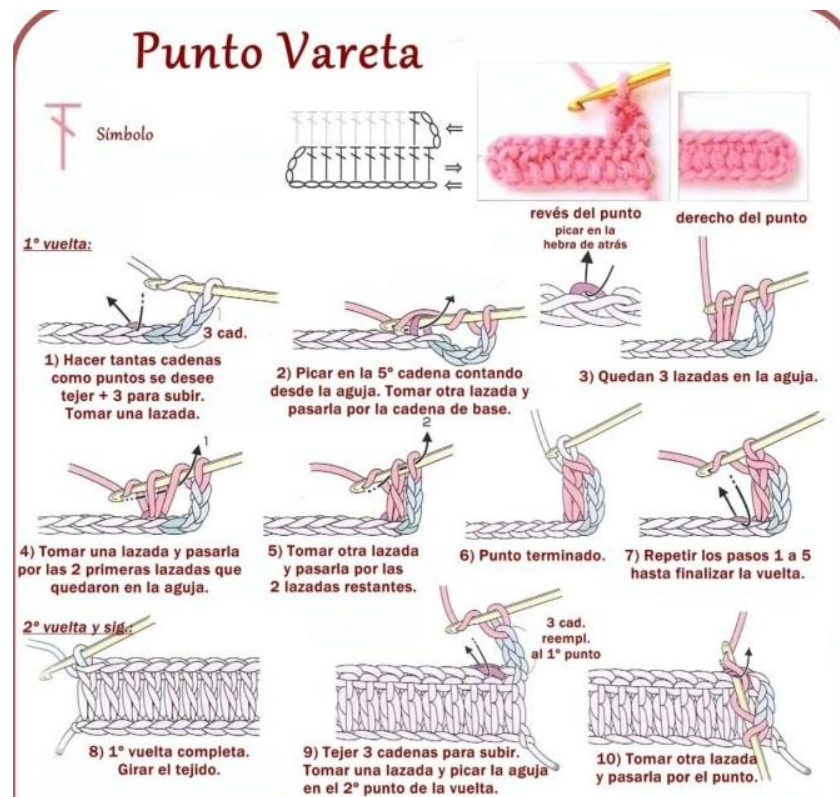 Punto Vareta
Símbolo
revés del punto
picar en la
hebra de atrás
derecho del punto
1º vuelta:
3 cad.
1) Hacer tantas cadenas
como puntos se desee
tejer + 3 para subir.
Tomar una lazada.
2) Picar en la 5º cadena contando
desde la aguja. Tomar otra lazada y
pasarla por la cadena de base.
3) Quedan 3 lazadas en la aguja.
1
4) Tomar una lazada y pasarla
por las 2 primeras lazadas que
quedaron en la aguja.
2
5) Tomar otra lazada
y pasarla por las
2 lazadas restantes.
6) Punto terminado.
7) Repetir los pasos 1 a 5
hasta finalizar la vuelta.
2º vuelta y sig.:
8) 1º vuelta completa.
Girar el tejido.
3 cad.
reempl.
al 1º punto
9) Tejer 3 cadenas para subir.
Tomar una lazada y picar la aguja
en el 2º punto de la vuelta.
10) Tomar otra lazada
y pasarla por el punto.